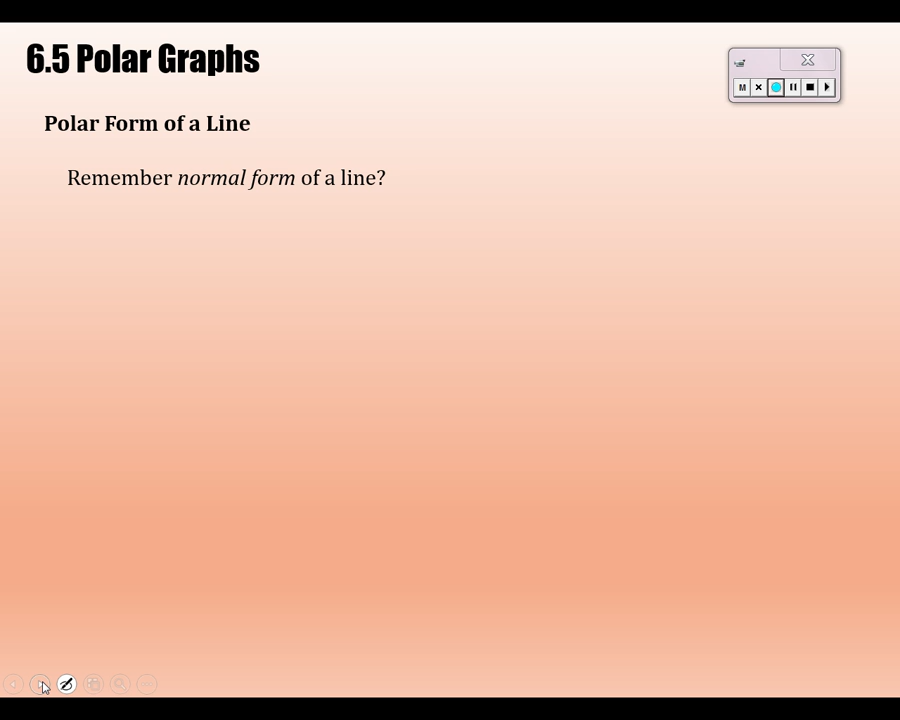 6.5 Polar Graphs
Polar Form of a Line
Remember normal form of a line?
M